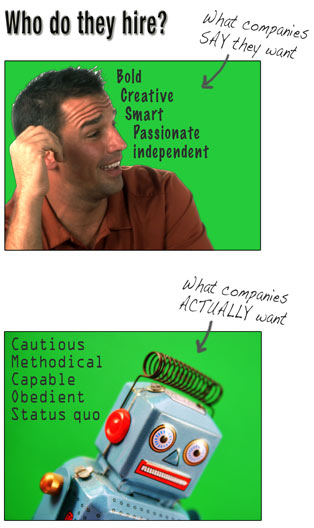 Who do they hire?
What companies
SAY they want
Bold
Creative
Smart
Passionate
independent
What companies
ACTUALLY want
Cautious
Methodical
Capable
Obedient
Status quo